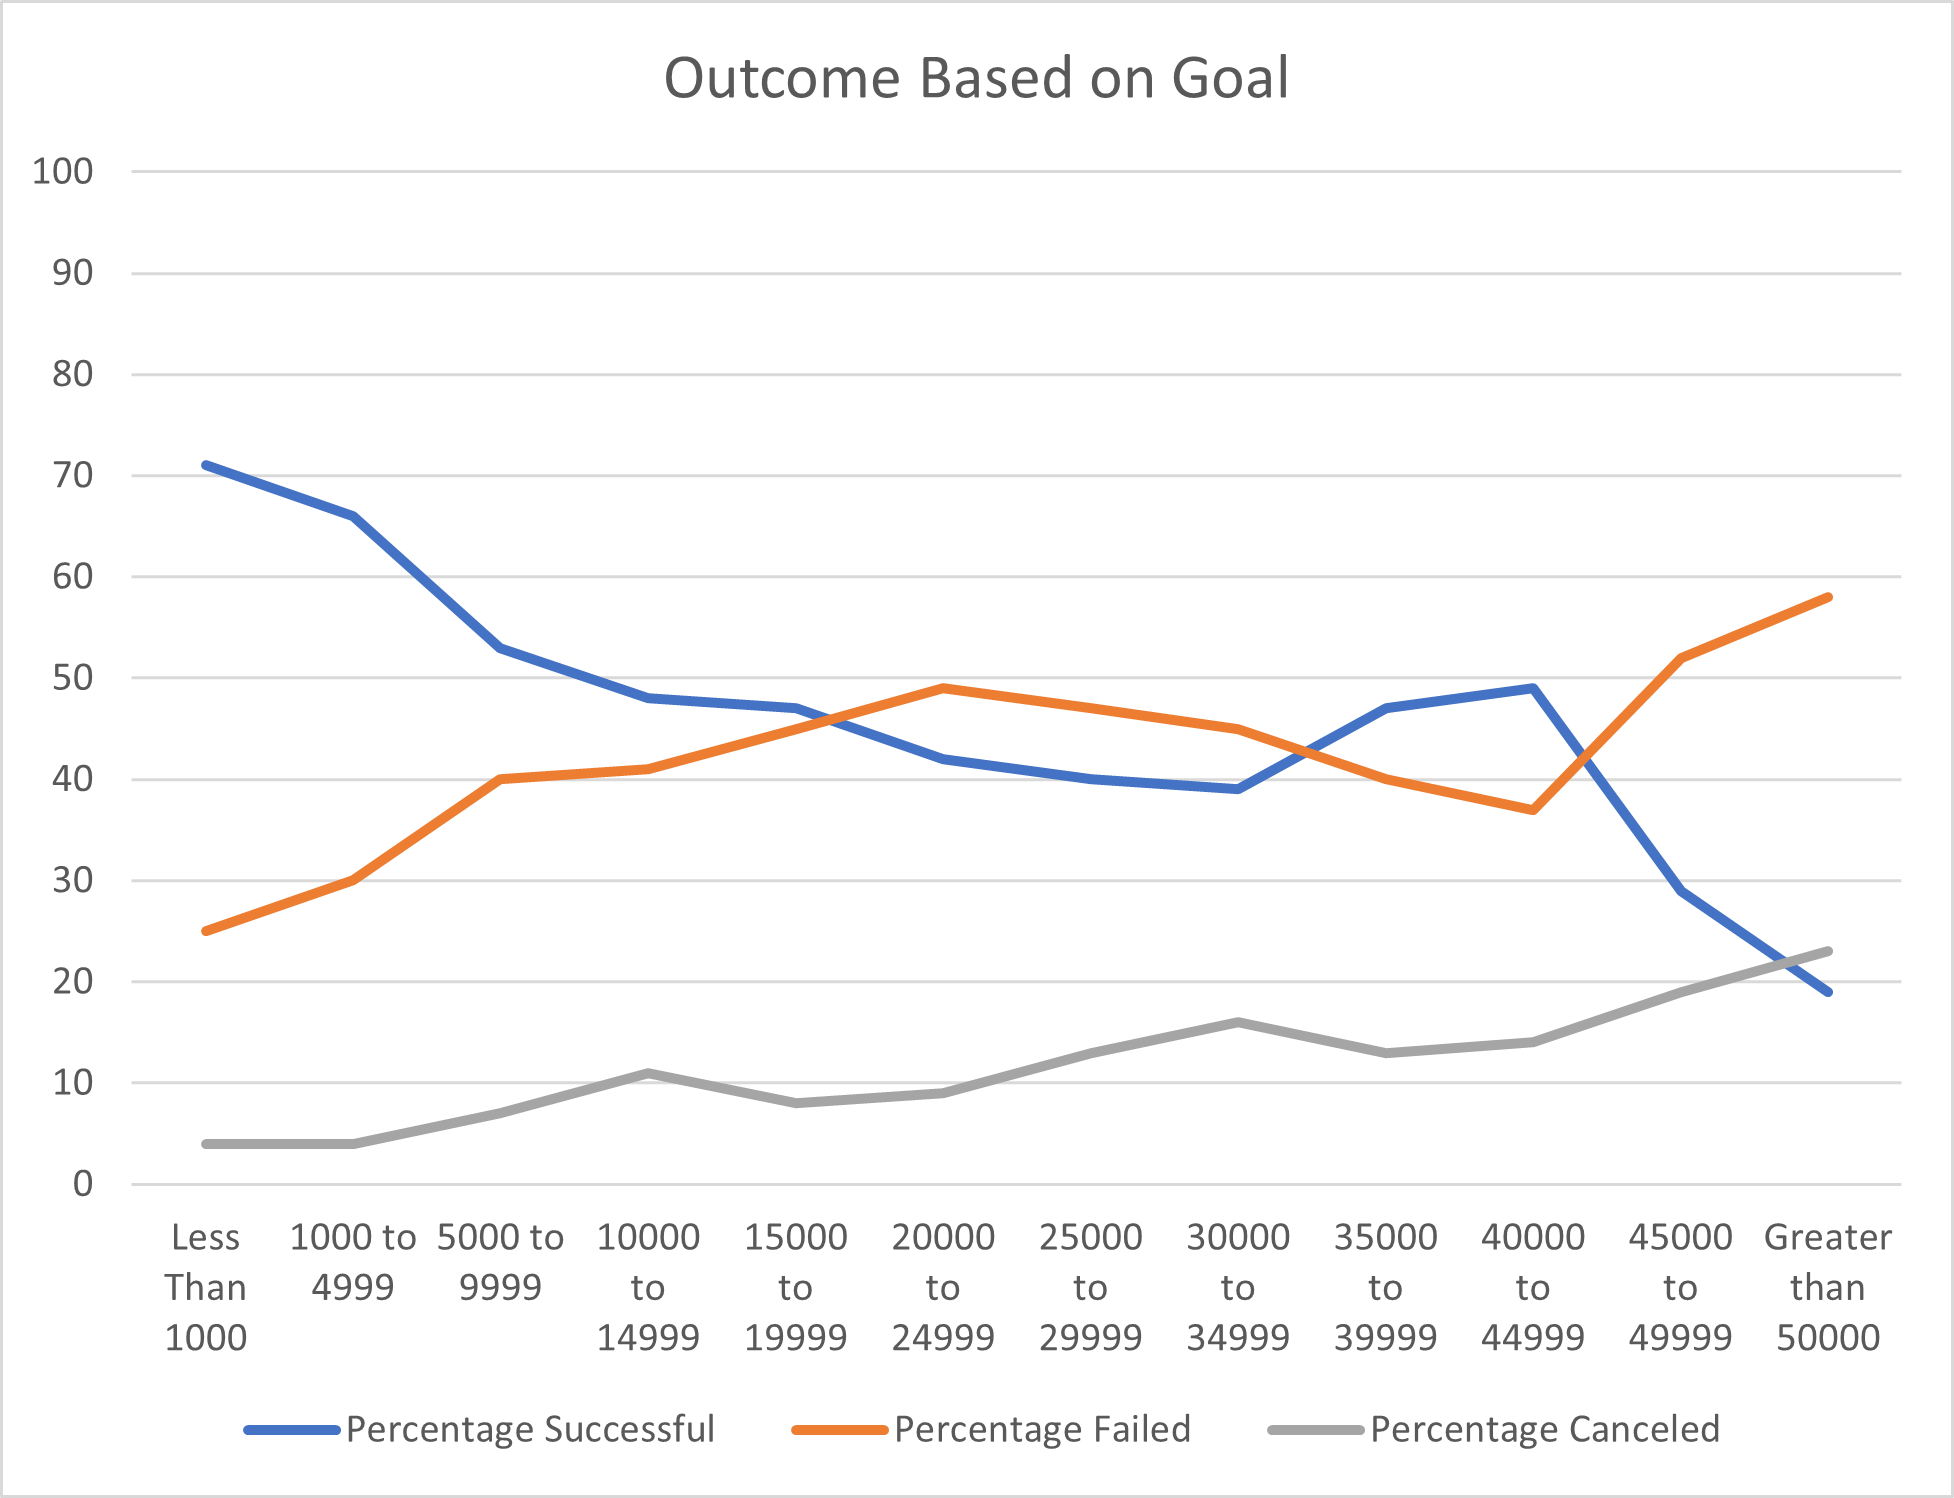 Outcome Based on Goal
100
90
80
70
60
50
40
30
20
10
0
Less Than 1000
1000 to 4999
5000 to 9999
10000 to 14999
15000 to 19999
20000 to 24999
25000 to 29999
30000 to 34999
35000 to 39999
40000 to 44999
45000 to 49999
Greater than 50000
Percentage Successful
Percentage Failed
Percentage Canceled